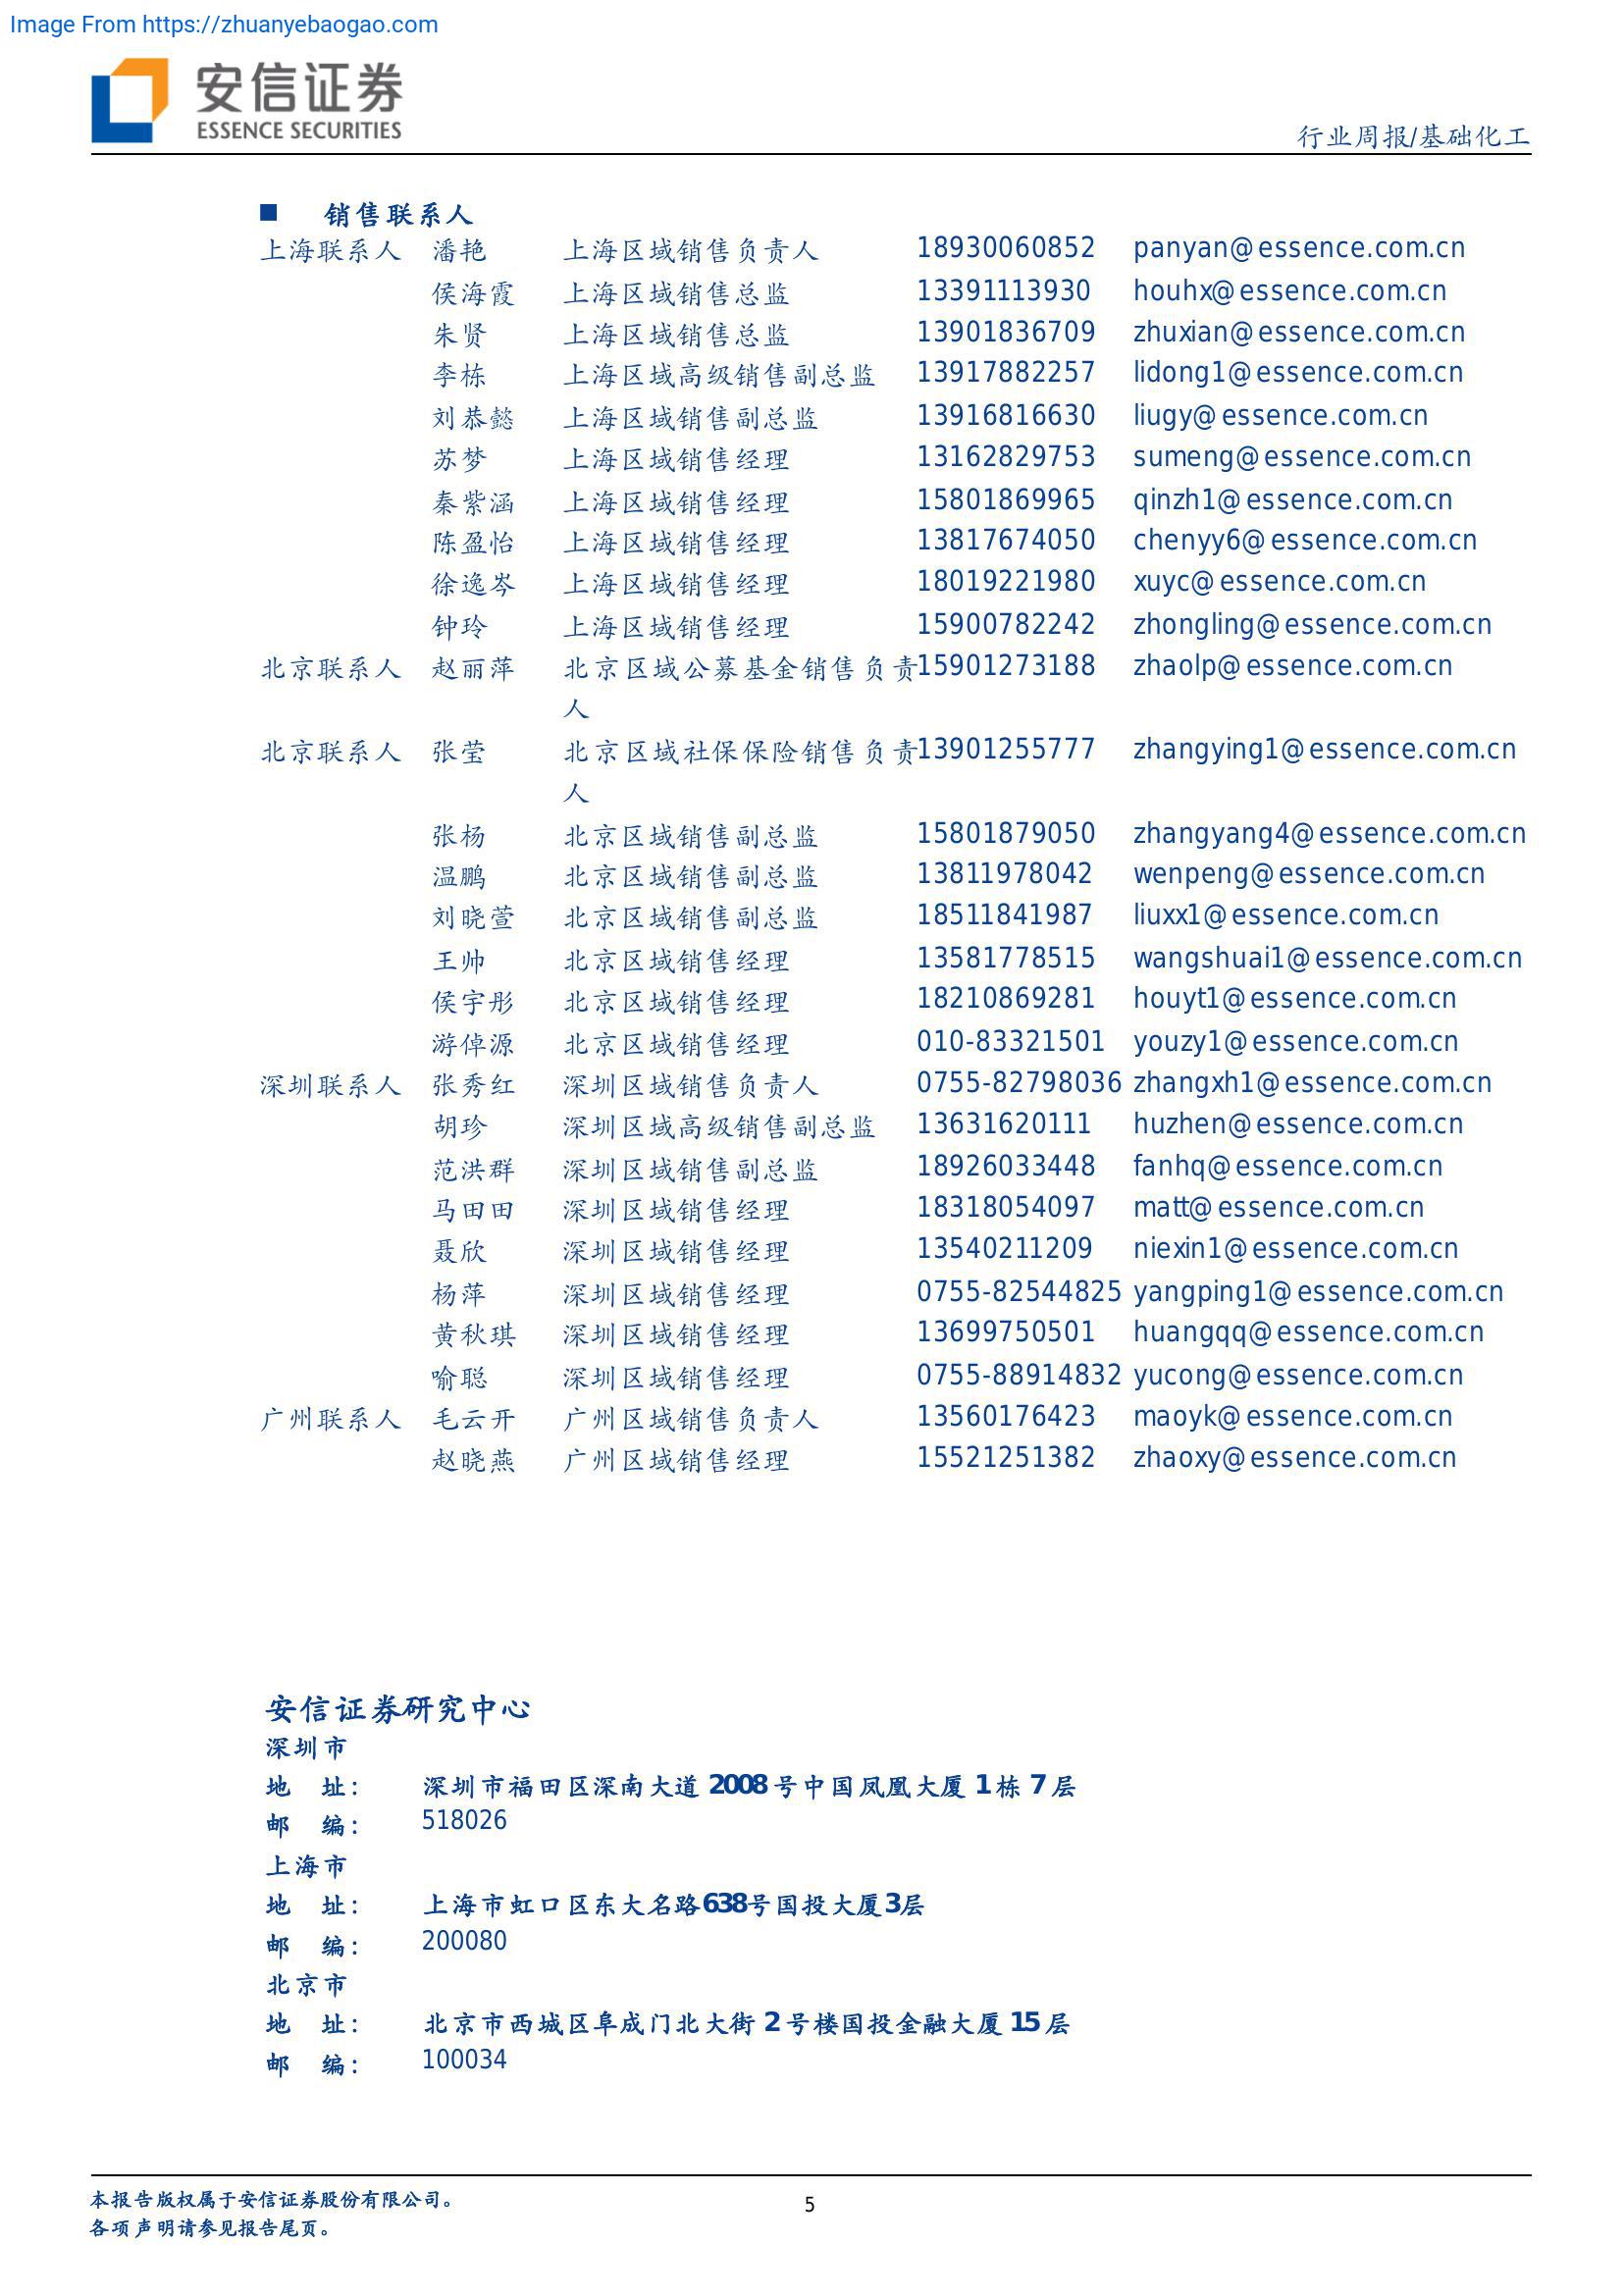 Image From https://zhuanyebaogao.com
安信证券
ESSENCE SECURITIES
行业周报/基础化工
■ 销售联系人
上海联系人 潘艳 上海区域销售负责人 18930060852 panyan@essence.com.cn
侯海霞 上海区域销售总监 13391113930 houhx@essence.com.cn
朱贤 上海区域销售总监 13901836709 zhuxian@essence.com.cn
李栋 上海区域高级销售副总监 13917882257 lidong1@essence.com.cn
刘恭懿 上海区域销售副总监 13916816630 liugy@essence.com.cn
苏梦 上海区域销售经理 13162829753 sumeng@essence.com.cn
秦紫涵 上海区域销售经理 15801869965 qinzh1@essence.com.cn
陈盈怡 上海区域销售经理 13817674050 chenyy6@essence.com.cn
徐逸岑 上海区域销售经理 18019221980 xuyc@essence.com.cn
钟玲 上海区域销售经理 15900782242 zhongling@essence.com.cn
北京联系人 赵丽萍 北京区域公募基金销售负责 15901273188 zhaolp@essence.com.cn
人
北京联系人 张莹 北京区域社保保险销售负责 13901255777 zhangying1@essence.com.cn
人
张杨 北京区域销售副总监 15801879050 zhangyang4@essence.com.cn
温鹏 北京区域销售副总监 13811978042 wenpeng@essence.com.cn
刘晓萱 北京区域销售副总监 18511841987 liuxx1@essence.com.cn
王帅 北京区域销售经理 13581778515 wangshuai1@essence.com.cn
侯宇彤 北京区域销售经理 18210869281 houyt1@essence.com.cn
游倬源 北京区域销售经理 010-83321501 youzy1@essence.com.cn
深圳联系人 张秀红 深圳区域销售负责人 0755-82798036 zhangxh1@essence.com.cn
胡珍 深圳区域高级销售副总监 13631620111 huzhen@essence.com.cn
范洪群 深圳区域销售副总监 18926033448 fanhq@essence.com.cn
马田田 深圳区域销售经理 18318054097 matt@essence.com.cn
聂欣 深圳区域销售经理 13540211209 niexin1@essence.com.cn
杨萍 深圳区域销售经理 0755-82544825 yangping1@essence.com.cn
黄秋琪 深圳区域销售经理 13699750501 huangqq@essence.com.cn
喻聪 深圳区域销售经理 0755-88914832 yucong@essence.com.cn
广州联系人 毛云开 广州区域销售负责人 13560176423 maoyk@essence.com.cn
赵晓燕 广州区域销售经理 15521251382 zhaoxy@essence.com.cn
安信证券研究中心
深圳市
地 址： 深圳市福田区深南大道 2008 号中国凤凰大厦 1 栋 7 层
邮 编： 518026
上海市
地 址： 上海市虹口区东大名路638号国投大厦3层
邮 编： 200080
北京市
地 址： 北京市西城区阜成门北大街 2 号楼国投金融大厦 15 层
邮 编： 100034
本报告版权属于安信证券股份有限公司。
各项声明请参见报告尾页。
5